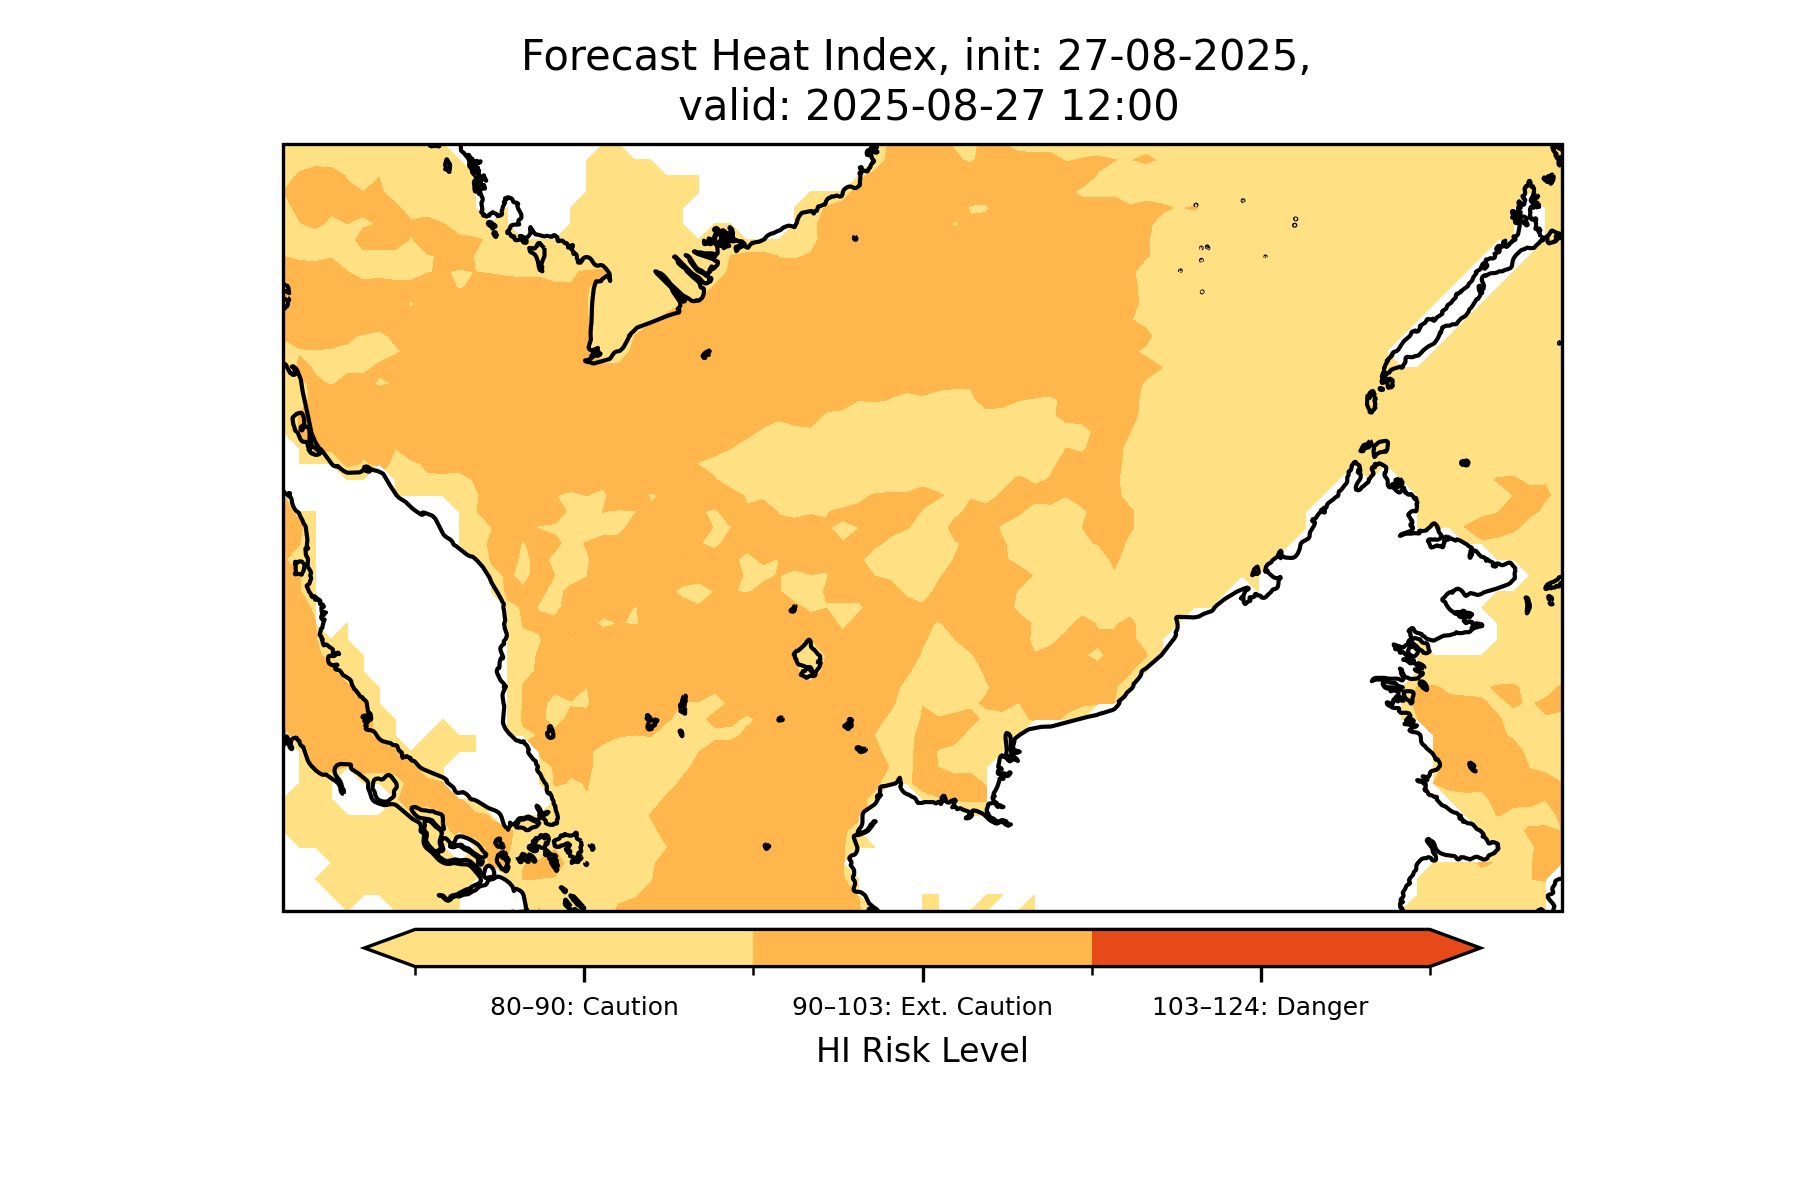 Forecast Heat Index, init: 27-08-2025,
valid: 2025-08-27 12:00
80–90: Caution
90–103: Ext. Caution
103–124: Danger
HI Risk Level